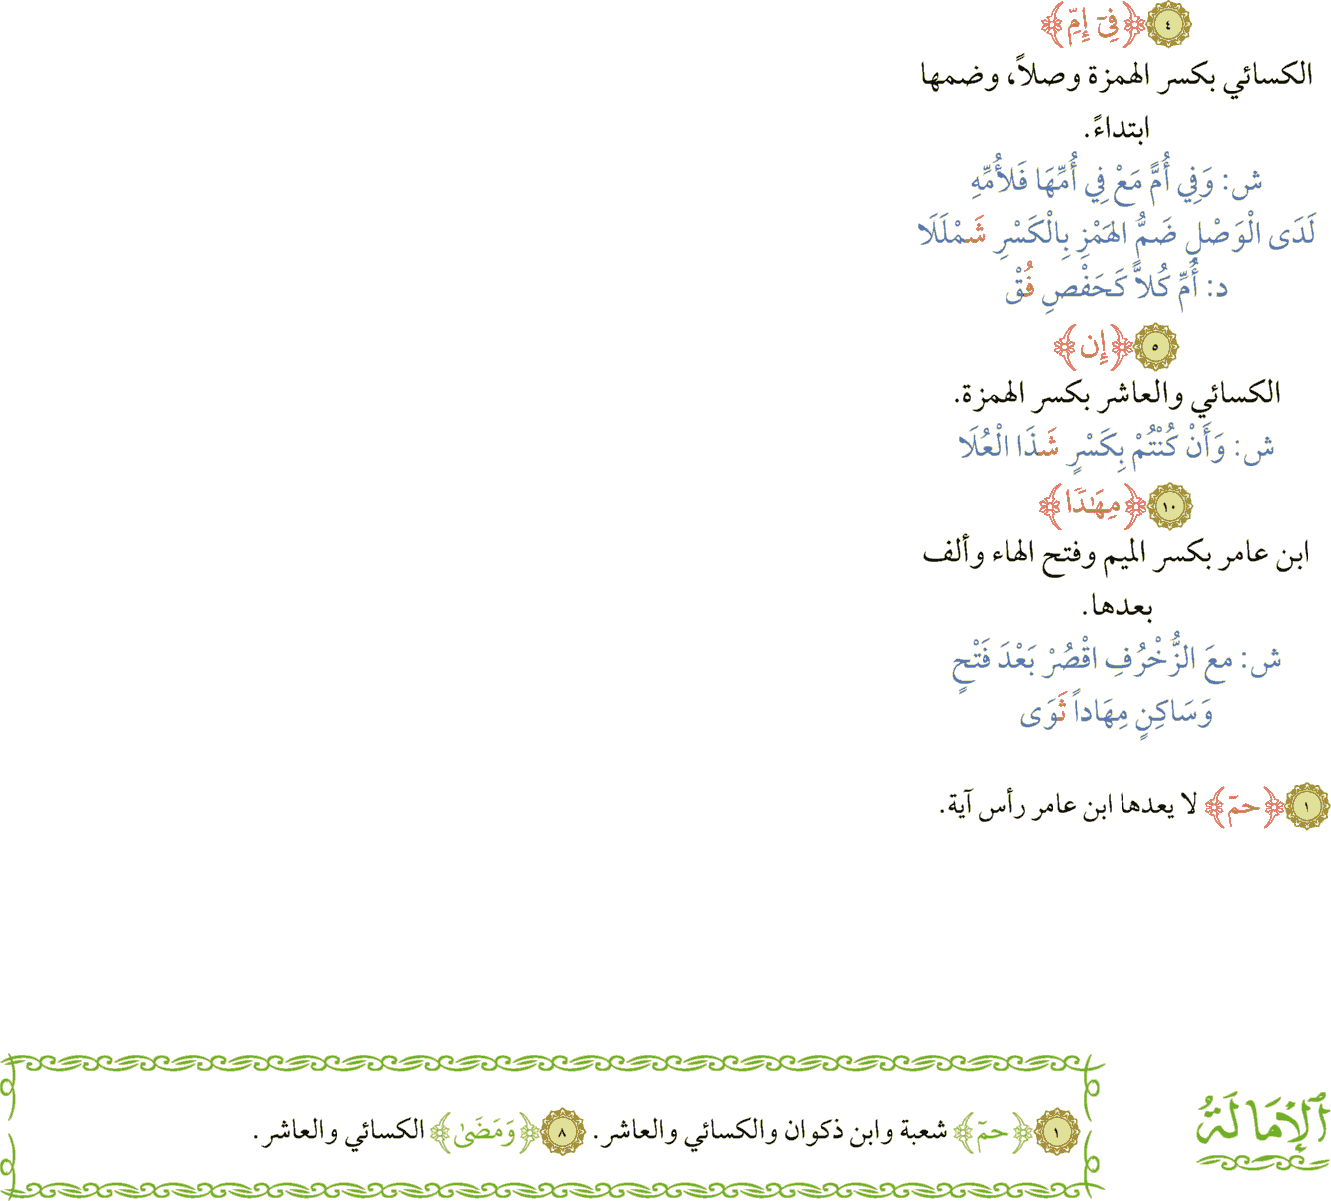 ٤ ﴿فِىٓ إِمِّ﴾
الكسائي بكسر الهمزة وصلاً، وضمها
ابتداءً.
ش: وَفِي أُمٍّ مَعْ فِي أُمِّهَا فَلأُمِّهِ
لَدَى الْوَصْلِ ضَمُّ الهَمْزِ بِالْكَسْرِ شَمْلَلَا
د: أُمِّ كُلاًّ كَحَفْصِ فُقْ
٥ ﴿إِن﴾
الكسائي والعاشر بكسر الهمزة.
ش: وَأَنْ كُنْتُمْ بِكَسْرٍ شَذَا الْعُلَا
١٠ ﴿مِهَٰدٗا﴾
ابن عامر بكسر الميم وفتح الهاء وألف
بعدها.
ش: معَ الزُّخْرُفِ اقْصُرْ بَعْدَ فَتْحٍ
وَسَاكِنٍ مِهَاداً ثَوَى
١ ﴿حمٓ﴾ لا يعدها ابن عامر رأس آية.
الإمَالَةُ
١ ﴿حمٓ﴾ شعبة وابن ذكوان والكسائي والعاشر. ٨ ﴿وَمَضَىٰ﴾ الكسائي والعاشر.